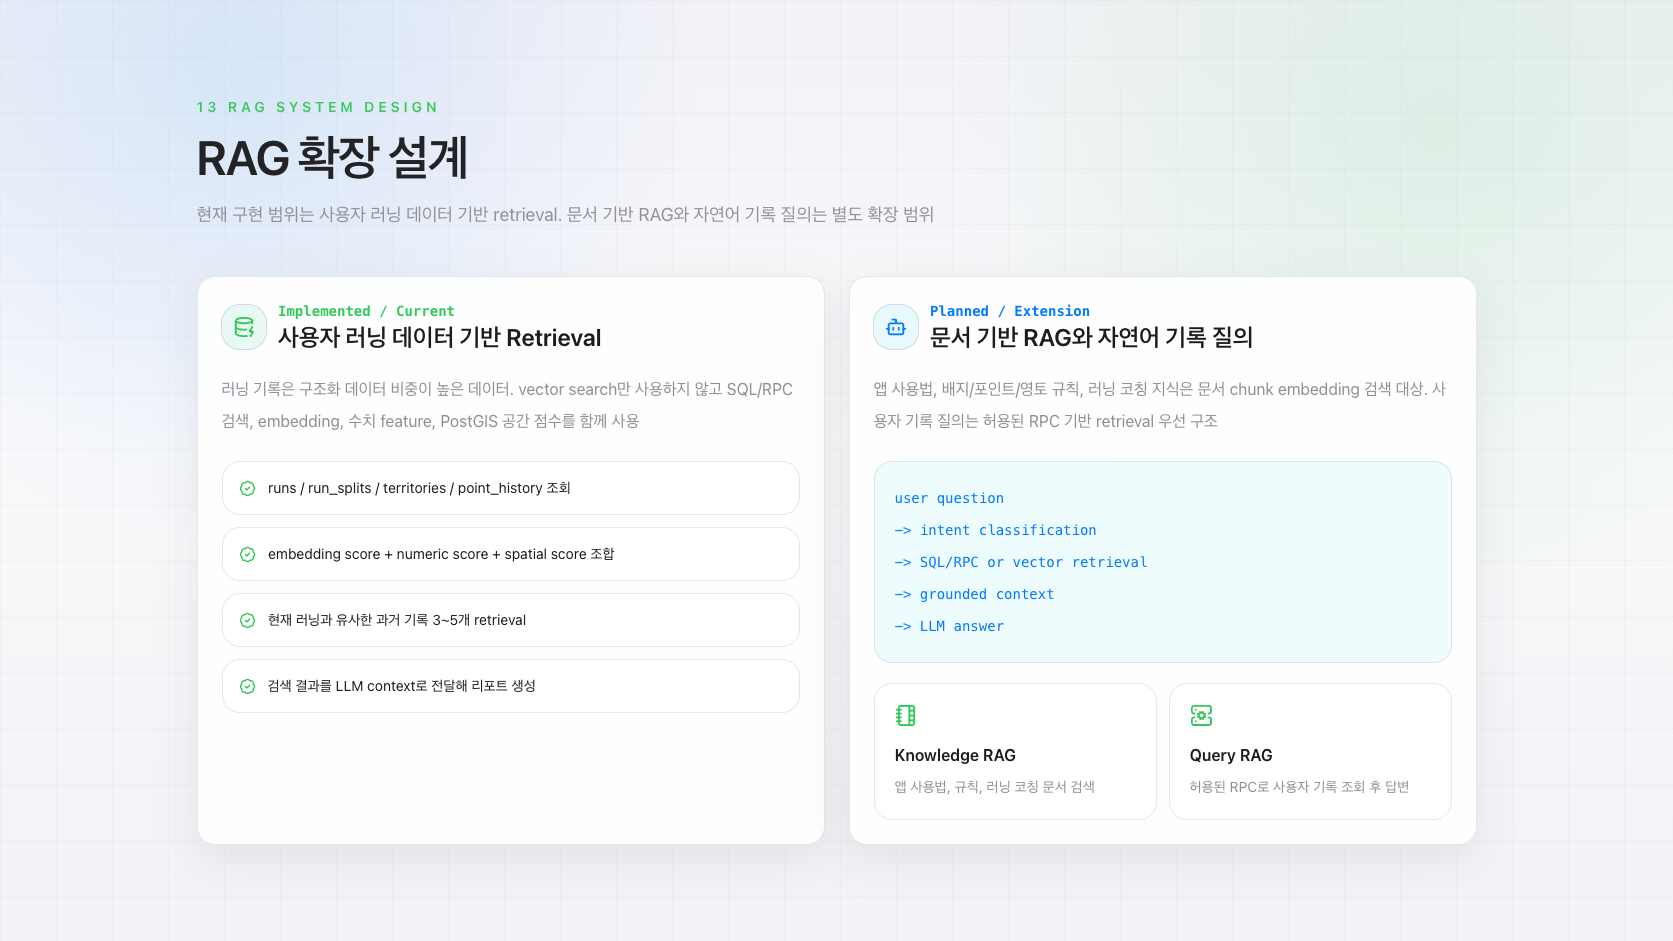 13 RAG SYSTEM DESIGN
RAG 확장 설계
현재 구현 범위는 사용자 러닝 데이터 기반 retrieval. 문서 기반 RAG와 자연어 기록 질의는 별도 확장 범위
Implemented / Current
사용자 러닝 데이터 기반 Retrieval
러닝 기록은 구조화 데이터 비중이 높은 데이터. vector search만 사용하지 않고 SQL/RPC
검색, embedding, 수치 feature, PostGIS 공간 점수를 함께 사용
runs / run_splits / territories / point_history 조회
embedding score + numeric score + spatial score 조합
현재 러닝과 유사한 과거 기록 3~5개 retrieval
검색 결과를 LLM context로 전달해 리포트 생성
Planned / Extension
문서 기반 RAG와 자연어 기록 질의
앱 사용법, 배지/포인트/영토 규칙, 러닝 코칭 지식은 문서 chunk embedding 검색 대상. 사
용자 기록 질의는 허용된 RPC 기반 retrieval 우선 구조
user question
-> intent classification
-> SQL/RPC or vector retrieval
-> grounded context
-> LLM answer
Knowledge RAG
앱 사용법, 규칙, 러닝 코칭 문서 검색
Query RAG
허용된 RPC로 사용자 기록 조회 후 답변